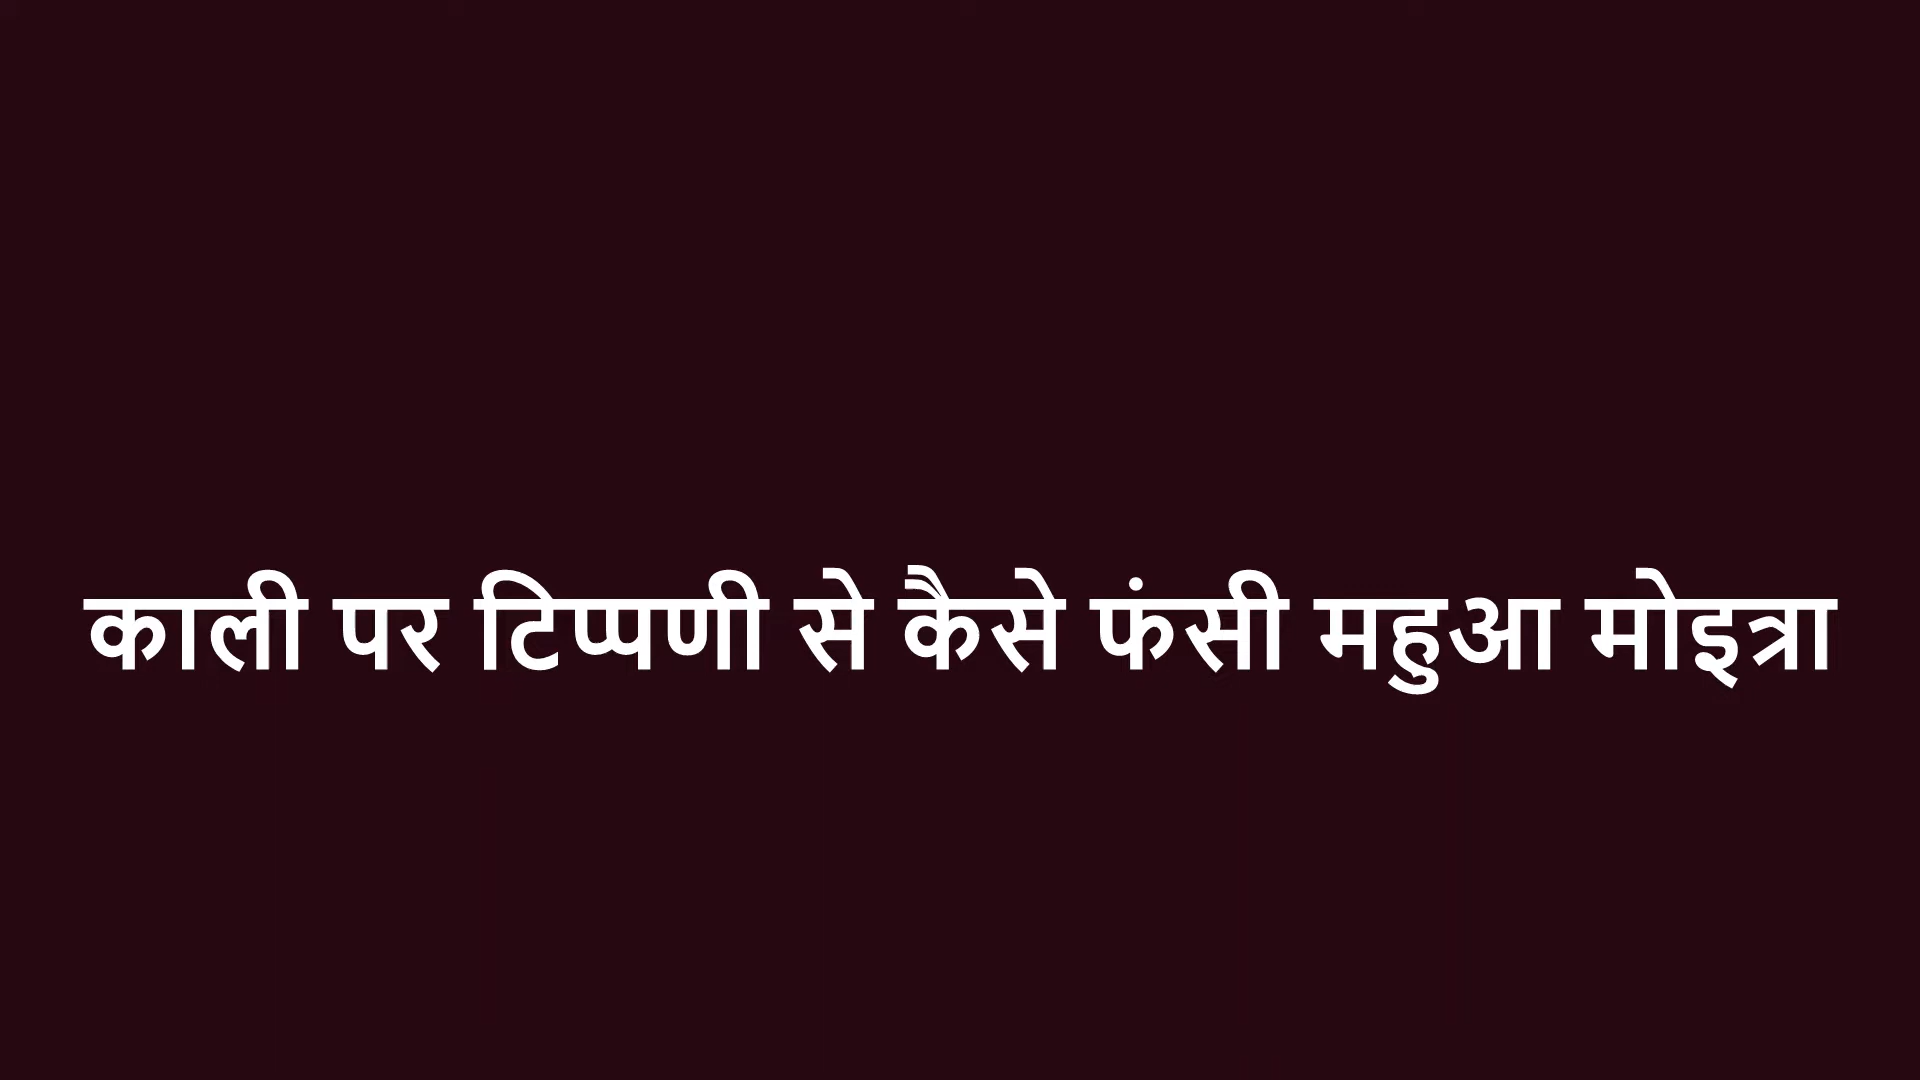 काली पर टिप्पणी से कैसे फंसी महुआ मोइत्रा